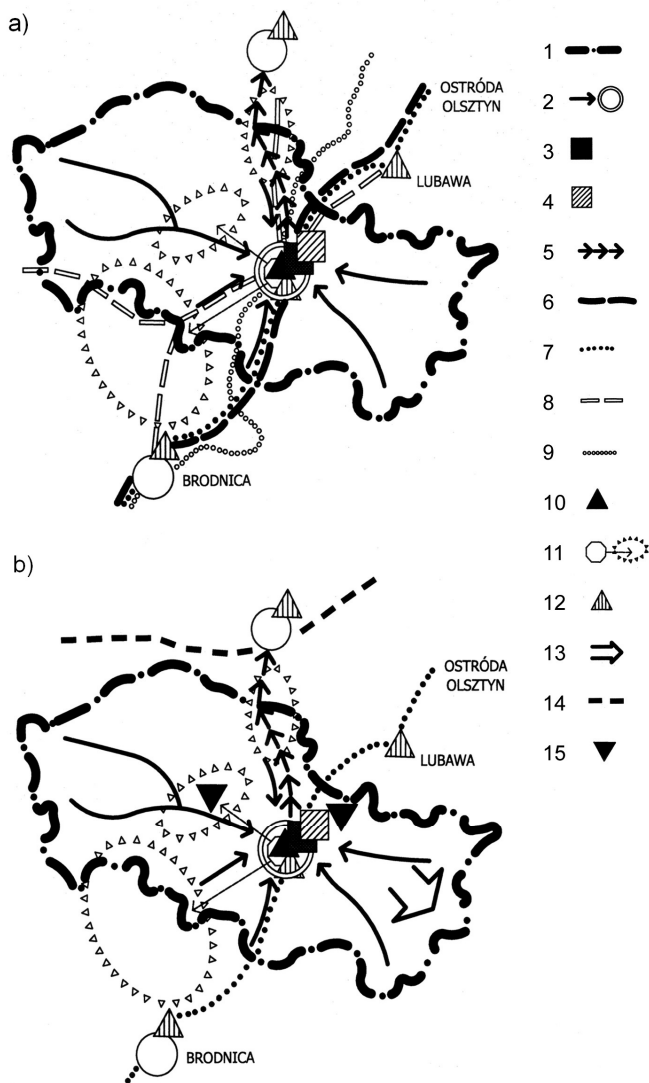 a)
OSTRÓDA
OLSZTYN
LUBAWA
BRODNICA
1
2
3
4
5
6
7
8
9
10
11
12
13
14
15
b)
OSTRÓDA
OLSZTYN
LUBAWA
BRODNICA